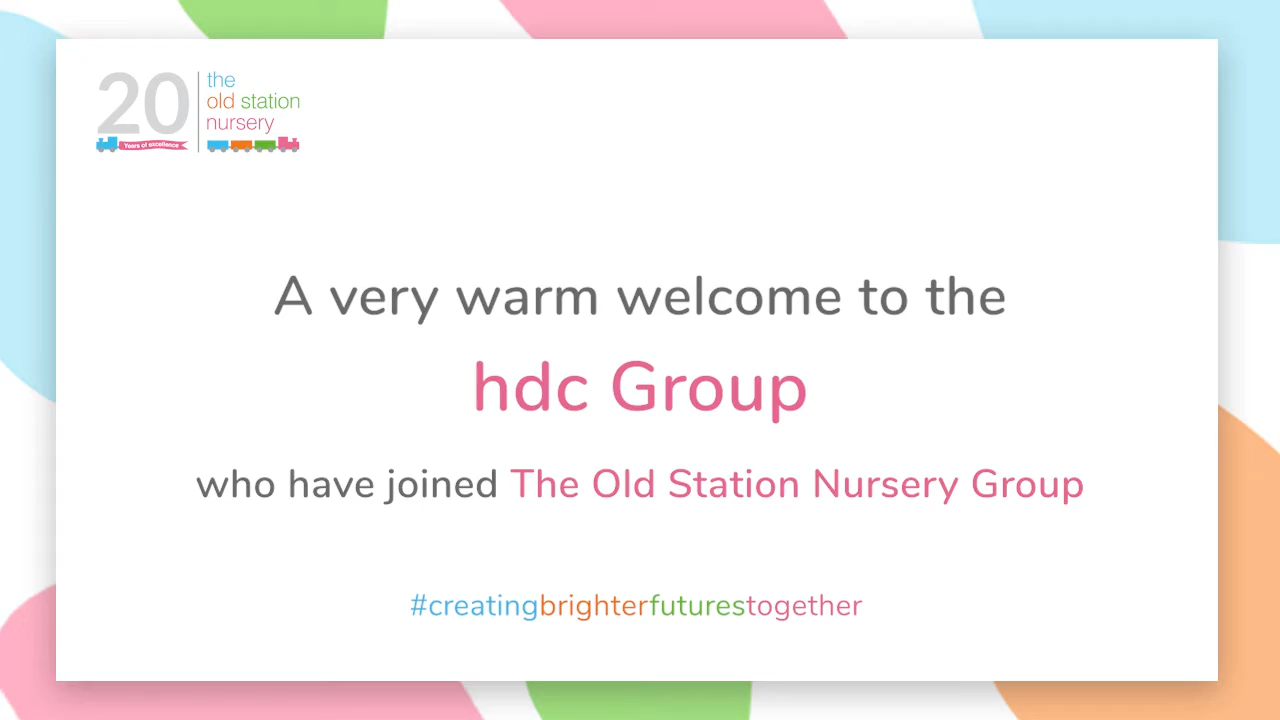 20
Years of excellence
the
old station
nursery
A very warm welcome to the
hdc Group
who have joined The Old Station Nursery Group
#creatingbrighterfuturestogether